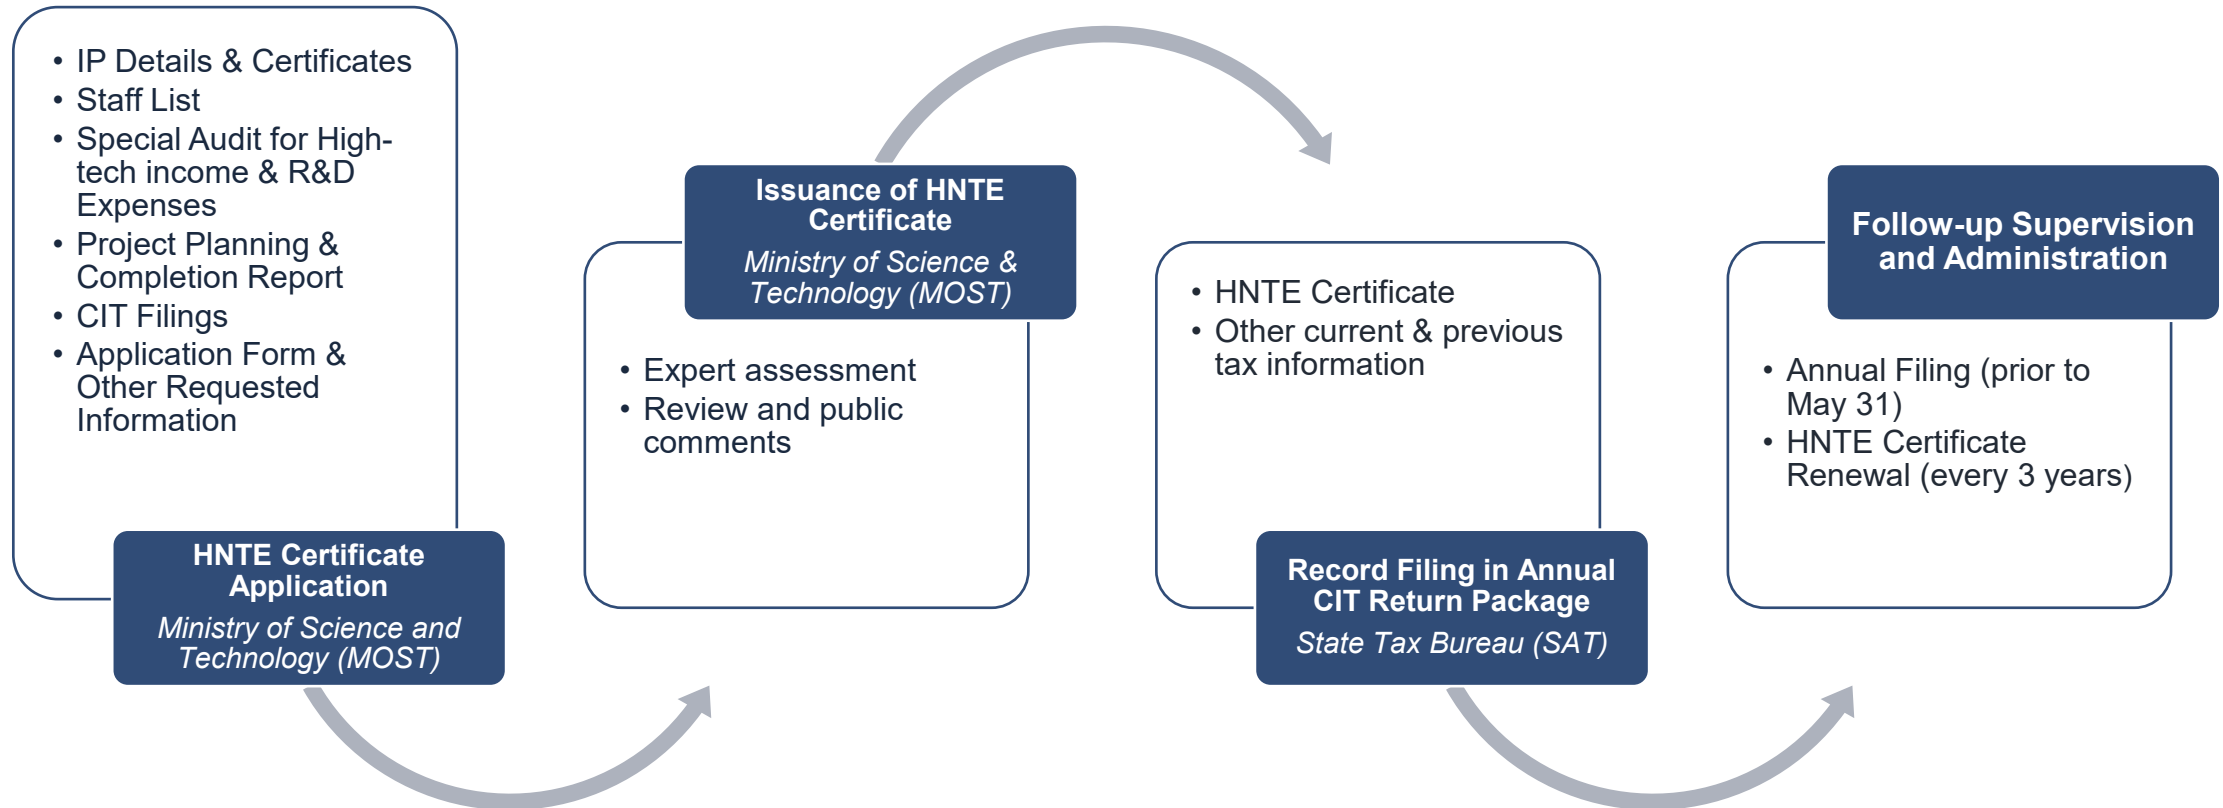 • IP Details & Certificates
• Staff List
• Special Audit for High-
tech income & R&D
Expenses
• Project Planning &
Completion Report
• CIT Filings
• Application Form &
Other Requested
Information
HNTE Certificate
Application
Ministry of Science and
Technology (MOST)
Issuance of HNTE
Certificate
Ministry of Science &
Technology (MOST)
• Expert assessment
• Review and public
comments
• HNTE Certificate
• Other current & previous
tax information
Record Filing in Annual
CIT Return Package
State Tax Bureau (SAT)
Follow-up Supervision
and Administration
• Annual Filing (prior to
May 31)
• HNTE Certificate
Renewal (every 3 years)